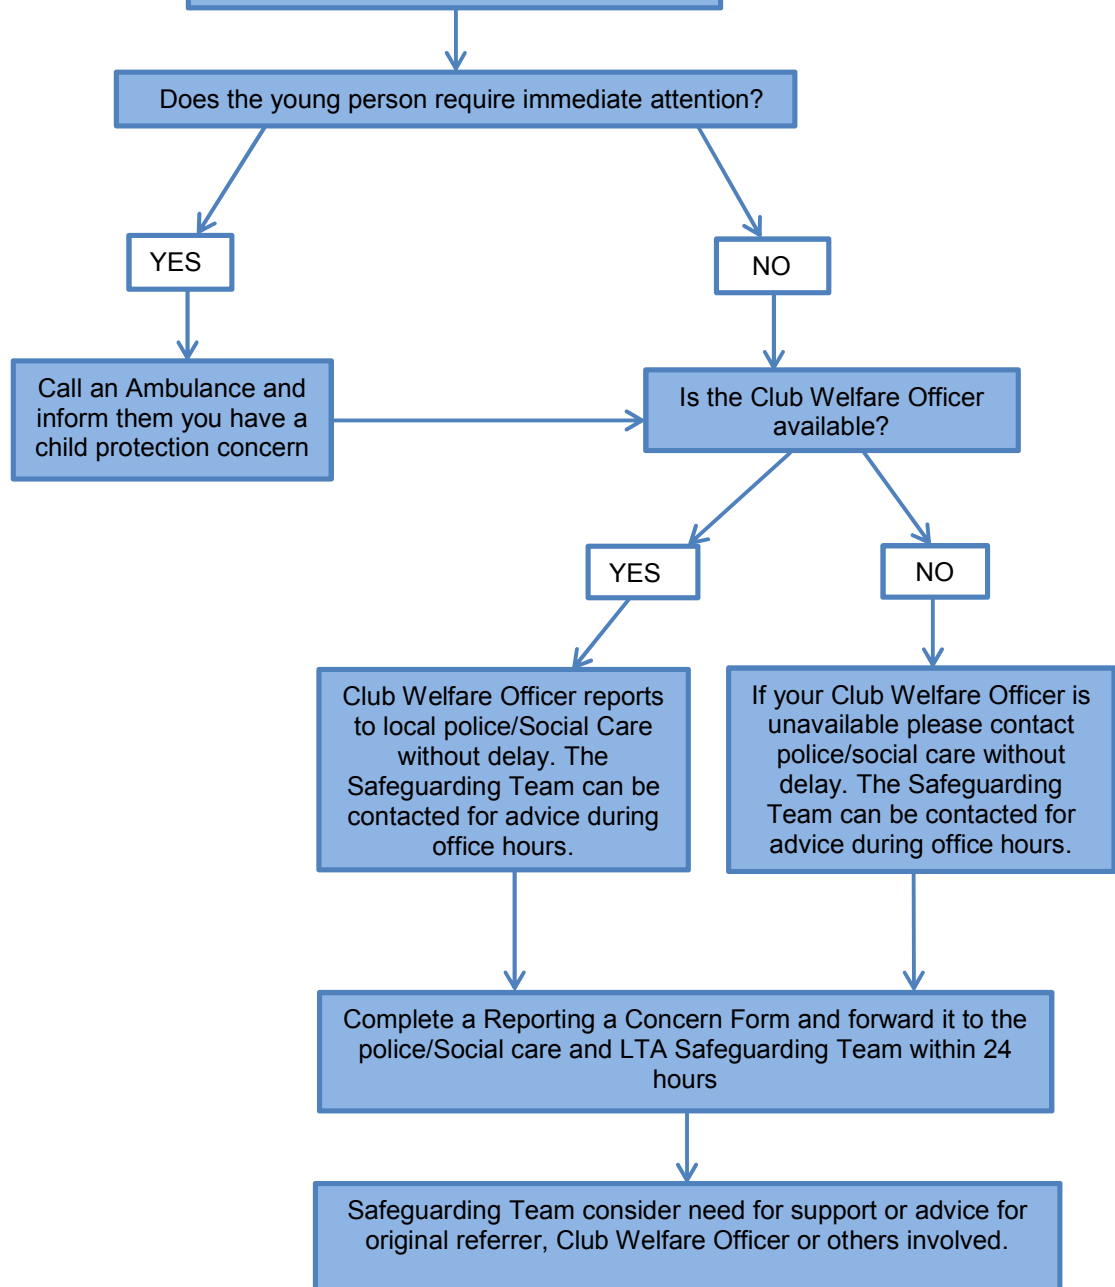 Does the young person require immediate attention?
YES
NO
Call an Ambulance and
inform them you have a
child protection concern
Is the Club Welfare Officer
available?
YES
NO
Club Welfare Officer reports
to local police/Social Care
without delay. The
Safeguarding Team can be
contacted for advice during
office hours.
If your Club Welfare Officer is
unavailable please contact
police/social care without
delay. The Safeguarding
Team can be contacted for
advice during office hours.
Complete a Reporting a Concern Form and forward it to the
police/Social care and LTA Safeguarding Team within 24
hours
Safeguarding Team consider need for support or advice for
original referrer, Club Welfare Officer or others involved.